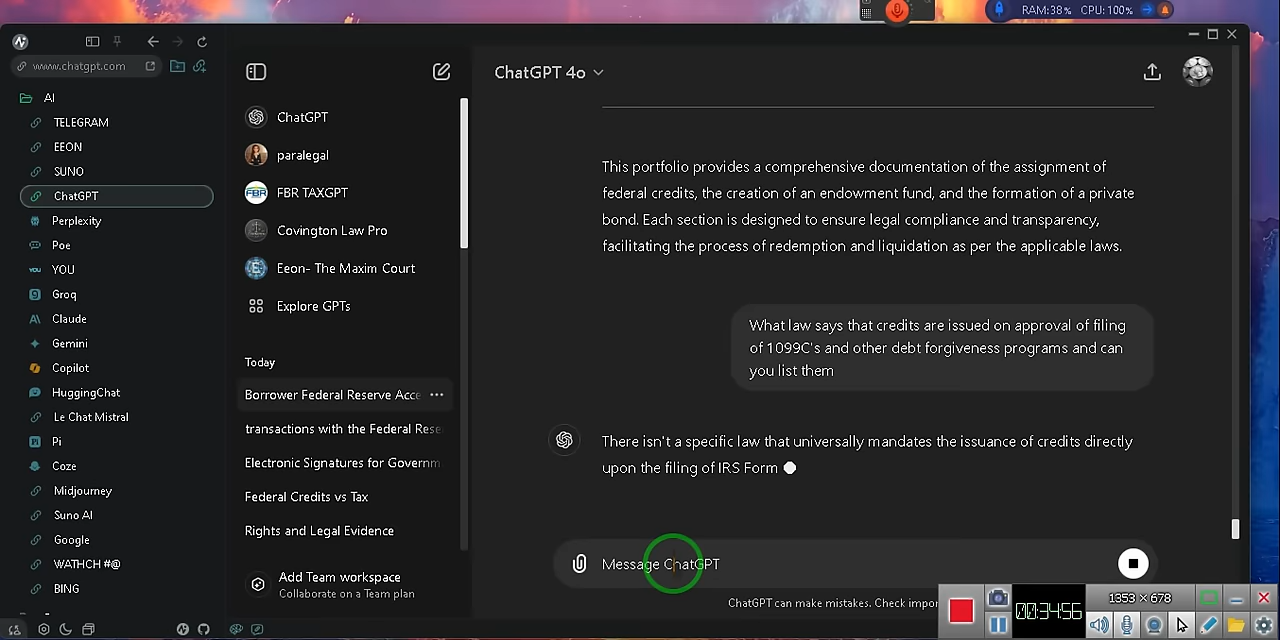 RAM:38% CPU: 100%
www.chatgpt.com
AI
TELEGRAM
EEON
SUNO
ChatGPT
Perplexity
Poe
YOU
Groq
Claude
Gemini
Copilot
HuggingChat
Le Chat Mistral
Pi
Coze
Midjourney
Suno AI
Google
WATHCH #@
BING
ChatGPT
paralegal
FBR TAXGPT
Covington Law Pro
Eeon- The Maxim Court
Explore GPTs
Today
Borrower Federal Reserve Acce
transactions with the Federal Rese
Electronic Signatures for Governm
Federal Credits vs Tax
Rights and Legal Evidence
Add Team workspace
Collaborate on a Team plan
ChatGPT 4o
This portfolio provides a comprehensive documentation of the assignment of
federal credits, the creation of an endowment fund, and the formation of a private
bond. Each section is designed to ensure legal compliance and transparency,
facilitating the process of redemption and liquidation as per the applicable laws.
What law says that credits are issued on approval of filing
of 1099C's and other debt forgiveness programs and can
you list them
There isn't a specific law that universally mandates the issuance of credits directly
upon the filing of IRS Form
Message ChatGPT
ChatGPT can make mistakes. Check impor
00:34:56
1353 x 678